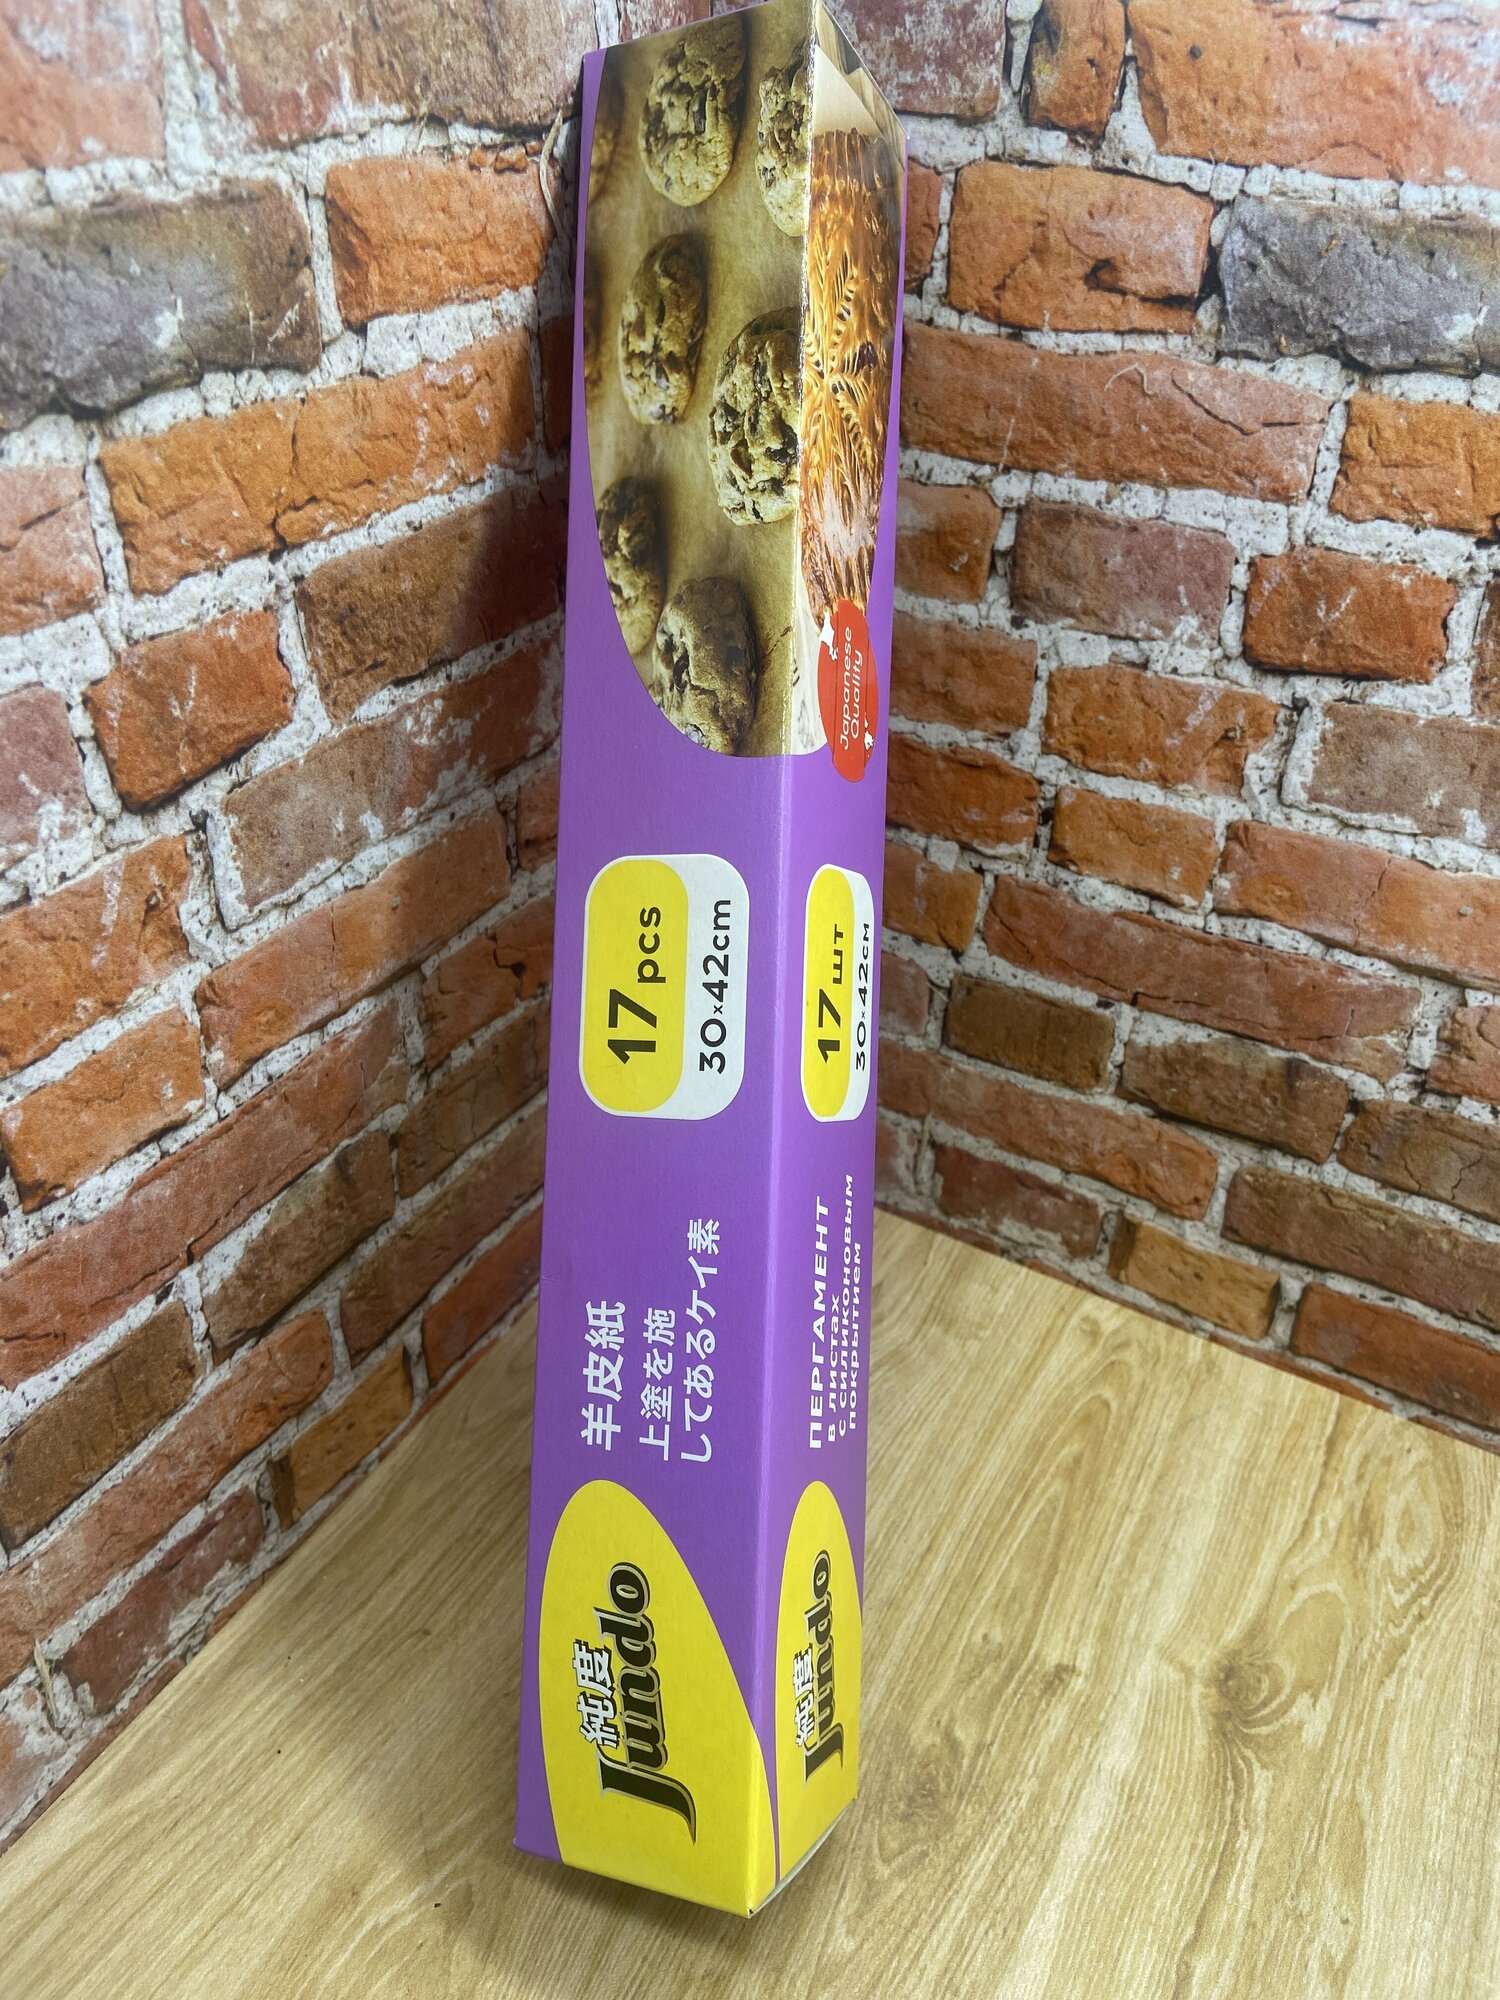 純度
Jundo
羊皮紙
上塗を施
してあるケイ素
17 pcs
30×42cm
純度
Jundo
ПЕРГАМЕНТ
В ЛИСТАХ
С СИЛИКОНОВЫМ
ПОКРЫТИЕМ
17 шт
30×42см
Japanese
Quality